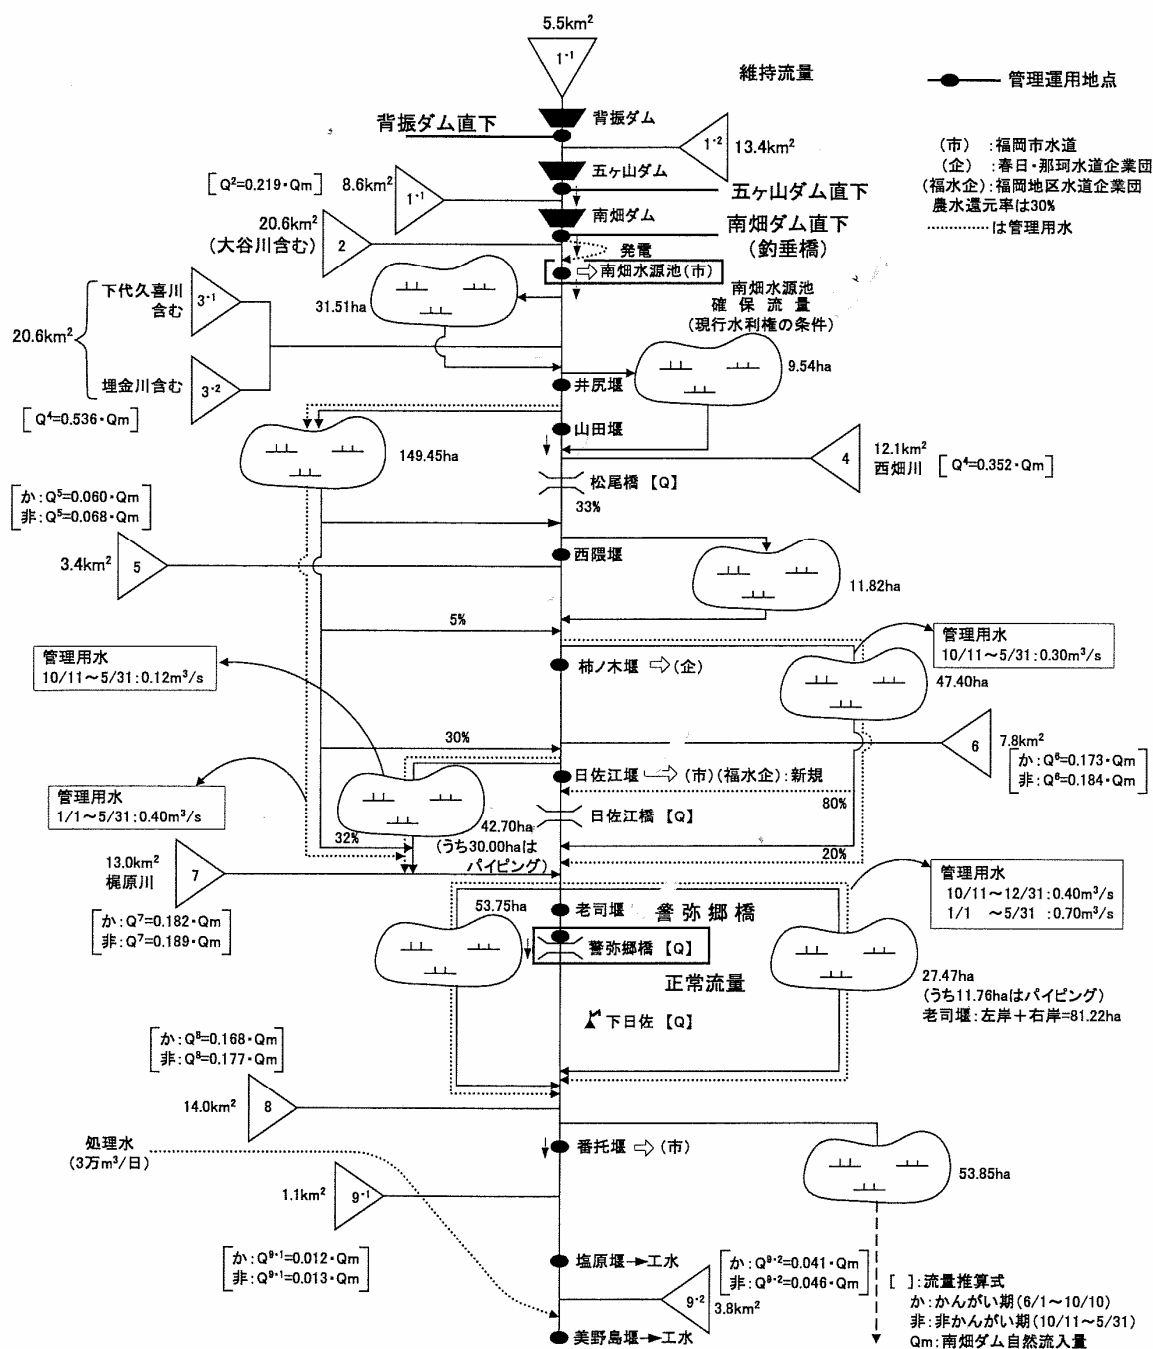 5.5km²
1-1
維持流量
管理運用地点
背振ダム
背振ダム直下
1-2
13.4km²
(市) :福岡市水道
(企) :春日・那珂水道企業団
(福水企):福岡地区水道企業団
農水還元率は30%
は管理用水
五ヶ山ダム
五ヶ山ダム直下
[Q²=0.219・Qm]
8.6km²
1-1
南畑ダム
南畑ダム直下
(釣垂橋)
20.6km²
(大谷川含む)
2
発電
⇨南畑水源池(市)
南畑水源池
確保流量
(現行水利権の条件)
31.51ha
下代久喜川
含む
3-1
20.6km²
埋金川含む
3-2
[Q⁴=0.536・Qm]
9.54ha
井尻堰
山田堰
149.45ha
4
12.1km²
西畑川
[Q⁴=0.352・Qm]
松尾橋【Q】
33%
か:Q⁵=0.060・Qm
非:Q⁵=0.068・Qm
3.4km²
5
西隈堰
11.82ha
5%
管理用水
10/11～5/31:0.12m³/s
柿ノ木堰 ⇨(企)
管理用水
10/11～5/31:0.30m³/s
47.40ha
30%
6
7.8km²
か:Q⁶=0.173・Qm
非:Q⁶=0.184・Qm
日佐江堰 → (市)(福水企):新規
80%
管理用水
1/1～5/31:0.40m³/s
日佐江橋【Q】
42.70ha
(うち30.00haは
パイピング)
32%
20%
13.0km²
梶原川
7
か:Q⁷=0.182・Qm
非:Q⁷=0.189・Qm
管理用水
10/11～12/31:0.40m³/s
1/1 ～5/31 :0.70m³/s
53.75ha
老司堰
警弥郷橋
警弥郷橋【Q】
正常流量
27.47ha
(うち11.76haはパイピング)
老司堰:左岸+右岸=81.22ha
下日佐【Q】
か:Q⁸=0.168・Qm
非:Q⁸=0.177・Qm
14.0km²
8
処理水
(3万m³/日)
番托堰 ⇨(市)
53.85ha
1.1km²
9-1
か:Q⁹⁻¹=0.012・Qm
非:Q⁹⁻¹=0.013・Qm
塩原堰→工水
か:Q⁹⁻²=0.041・Qm
非:Q⁹⁻²=0.046・Qm
9-2
3.8km²
美野島堰→工水
[ ]:流量推算式
か:かんがい期(6/1～10/10)
非:非かんがい期(10/11～5/31)
Qm:南畑ダム自然流入量